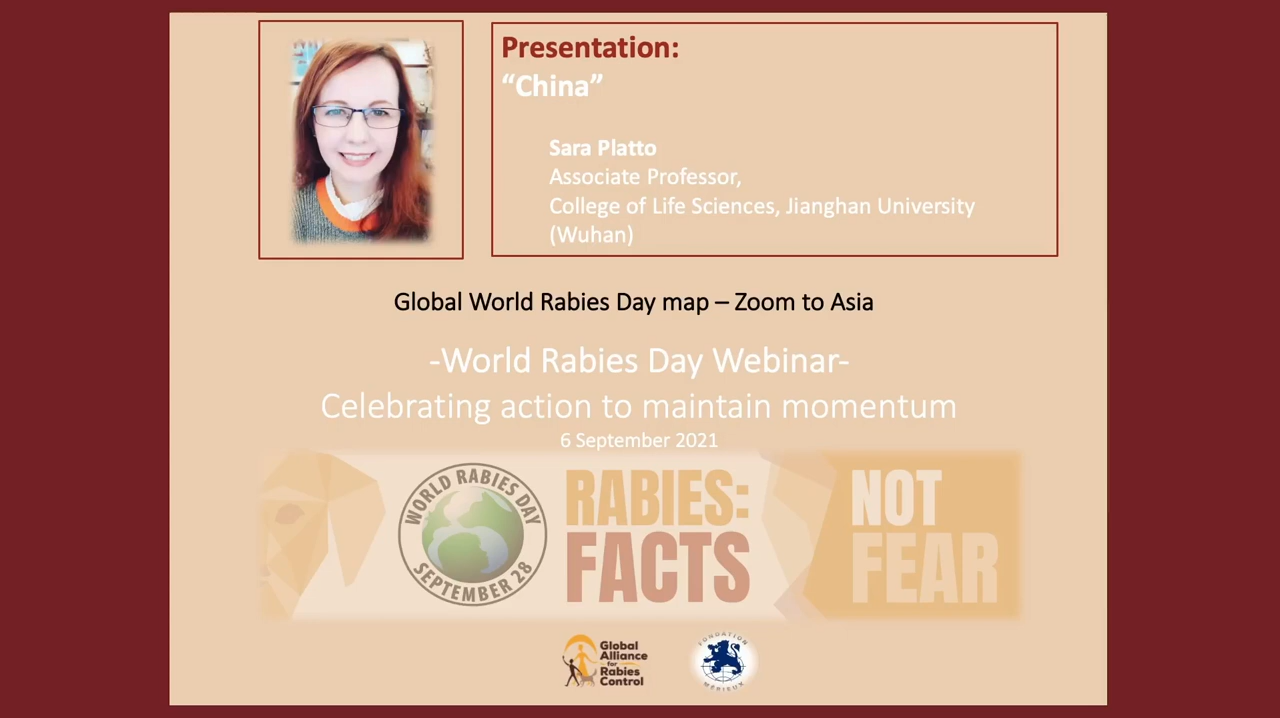 Presentation:
“China”
Sara Platto
Associate Professor,
College of Life Sciences, Jianghan University
(Wuhan)
Global World Rabies Day map – Zoom to Asia
-World Rabies Day Webinar-
Celebrating action to maintain momentum
6 September 2021
WORLD RABIES DAY
SEPTEMBER 28
RABIES:
FACTS
NOT
FEAR
Global
Alliance
for
Rabies
Control
FONDATION
MÉRIEUX